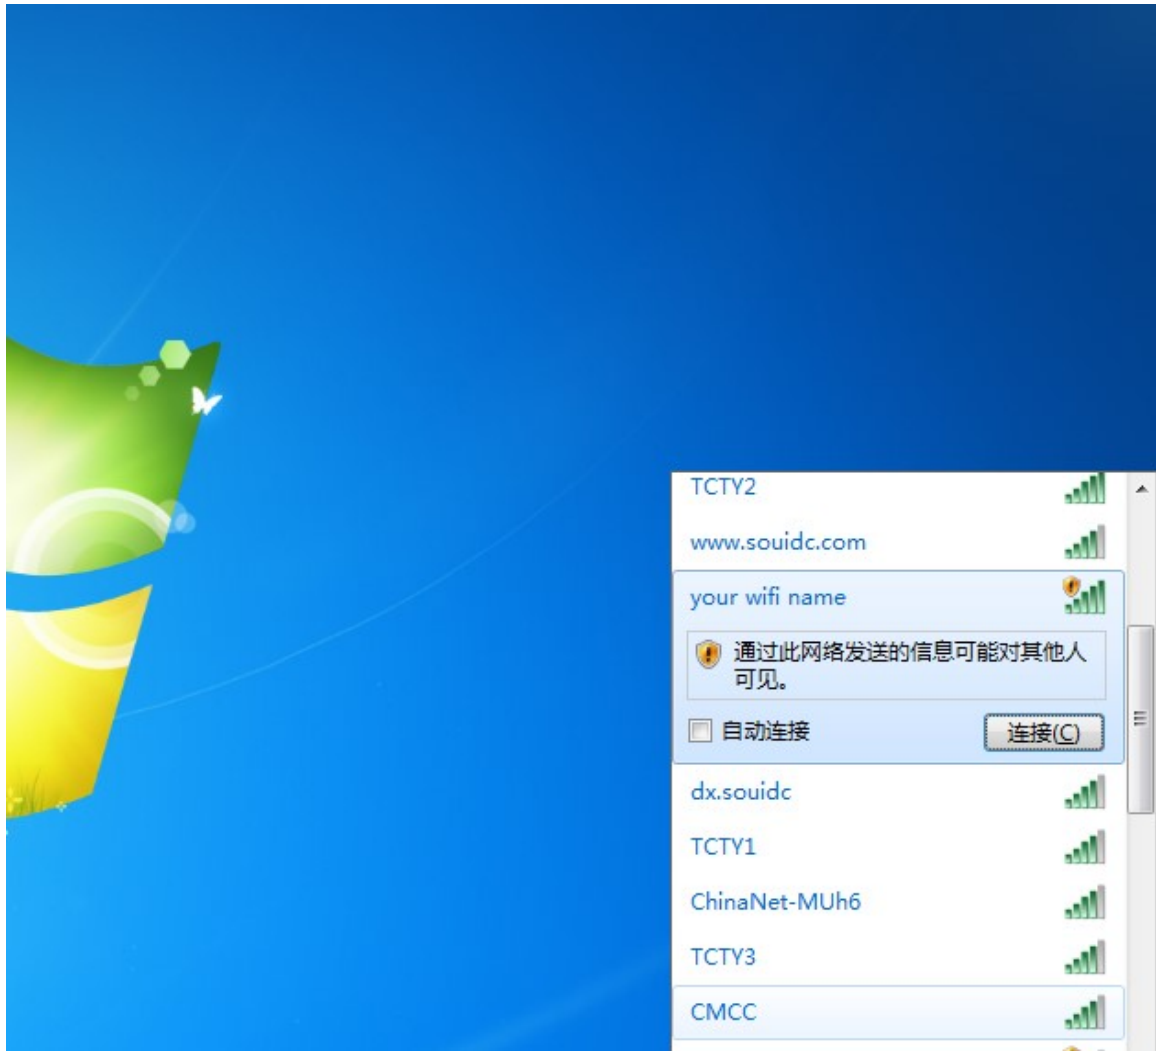 TCTY2
www.souidc.com
your wifi name
通过此网络发送的信息可能对其他人
可见。
自动连接
连接(C)
dx.souidc
TCTY1
ChinaNet-MUh6
TCTY3
CMCC